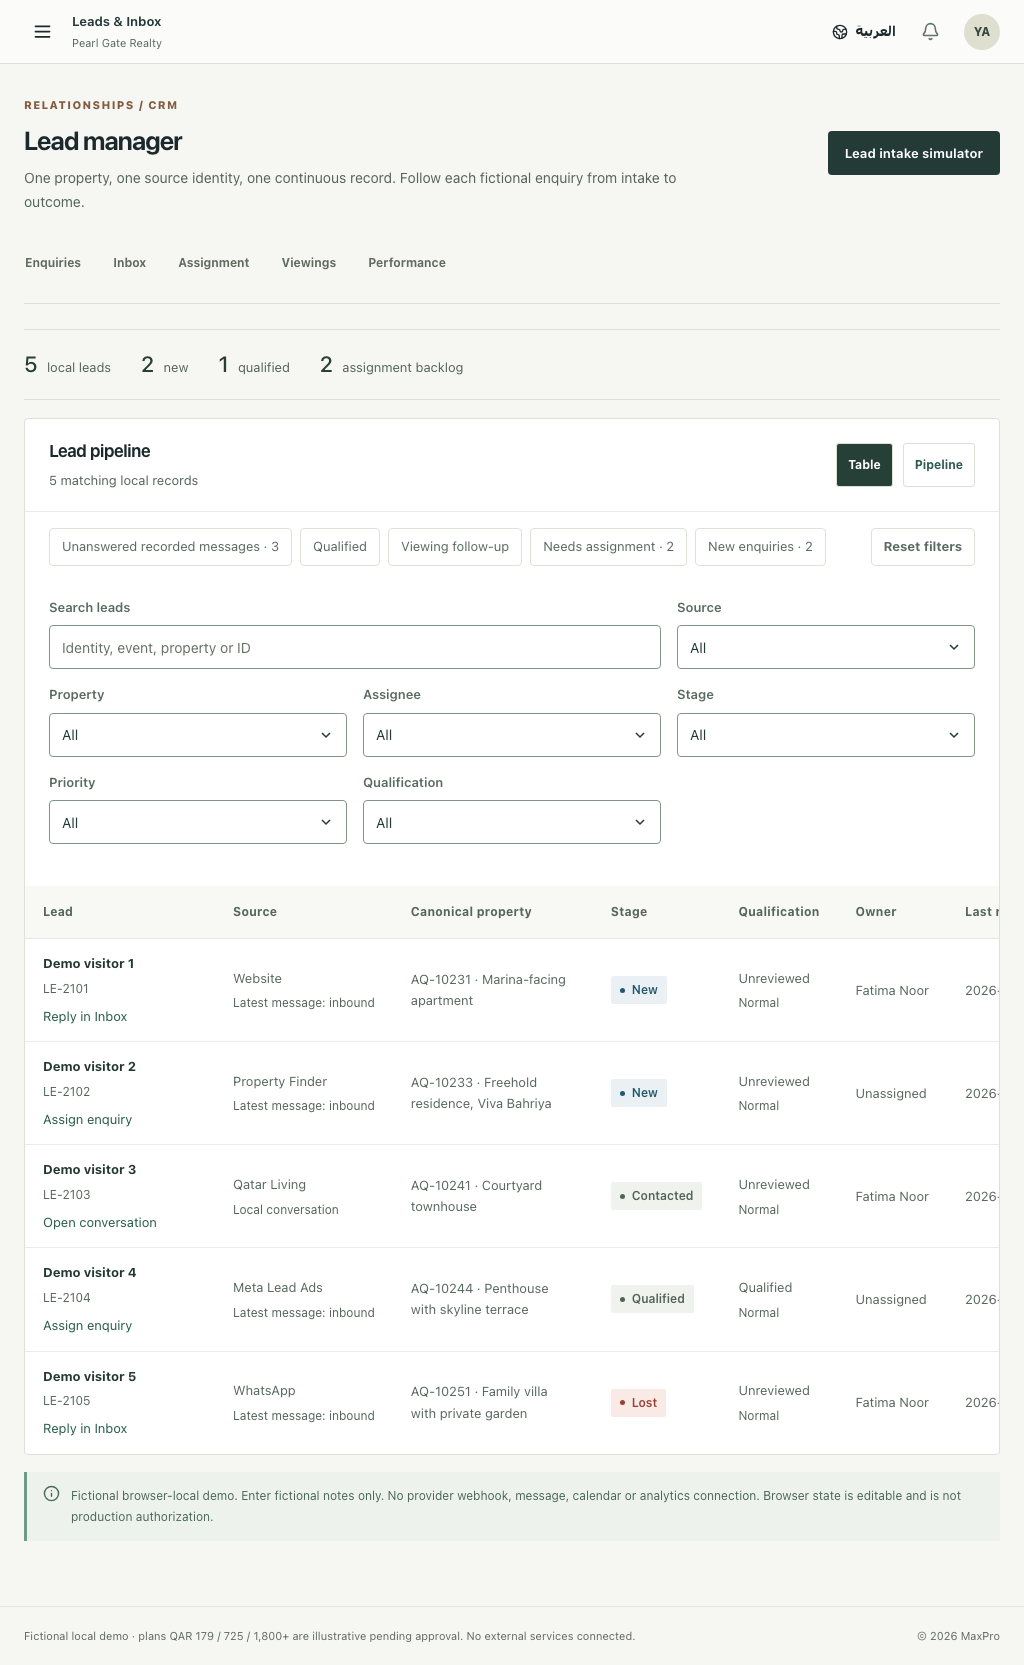 Leads & Inbox
Pearl Gate Realty
العربية
YA
RELATIONSHIPS / CRM
Lead manager
One property, one source identity, one continuous record. Follow each fictional enquiry from intake to
outcome.
Lead intake simulator
Enquiries Inbox Assignment Viewings Performance
5 local leads 2 new 1 qualified 2 assignment backlog
Lead pipeline
5 matching local records
Table Pipeline
Unanswered recorded messages · 3 Qualified Viewing follow-up Needs assignment · 2 New enquiries · 2 Reset filters
Search leads Source
Identity, event, property or ID All
Property Assignee Stage
All All All
Priority Qualification
All All
Lead Source Canonical property Stage Qualification Owner Last
Demo visitor 1
LE-2101
Reply in Inbox
Website
Latest message: inbound
AQ-10231 · Marina-facing
apartment
New
Unreviewed
Normal
Fatima Noor
2026-
Demo visitor 2
LE-2102
Assign enquiry
Property Finder
Latest message: inbound
AQ-10233 · Freehold
residence, Viva Bahriya
New
Unreviewed
Normal
Unassigned
2026-
Demo visitor 3
LE-2103
Open conversation
Qatar Living
Local conversation
AQ-10241 · Courtyard
townhouse
Contacted
Unreviewed
Normal
Fatima Noor
2026-
Demo visitor 4
LE-2104
Assign enquiry
Meta Lead Ads
Latest message: inbound
AQ-10244 · Penthouse
with skyline terrace
Qualified
Qualified
Normal
Unassigned
2026-
Demo visitor 5
LE-2105
Reply in Inbox
WhatsApp
Latest message: inbound
AQ-10251 · Family villa
with private garden
Lost
Unreviewed
Normal
Fatima Noor
2026-
Fictional browser-local demo. Enter fictional notes only. No provider webhook, message, calendar or analytics connection. Browser state is editable and is not
production authorization.
Fictional local demo · plans QAR 179 / 725 / 1,800+ are illustrative pending approval. No external services connected.
© 2026 MaxPro